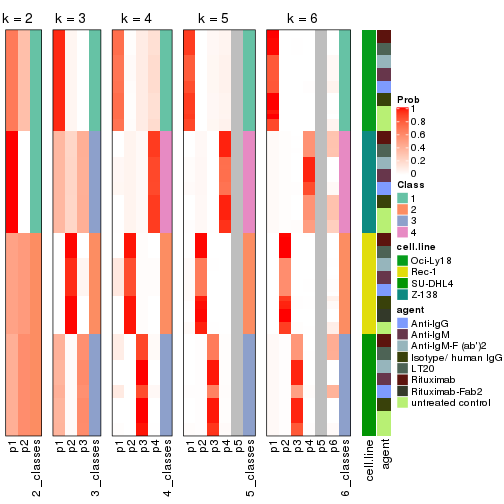 k = 2 k = 3 k = 4 k = 5 k = 6
Prob
1
0.8
0.6
0.4
0.2
0
Class
1
2
3
4
cell.line
Oci-Ly18
Rec-1
SU-DHL4
Z-138
agent
Anti-IgG
Anti-IgM
Anti-IgM-F (ab')2
Isotype/ human IgG
LT20
Rituximab
Rituximab-Fab2
untreated control
p1 p2 2_classes p1 p2 p3 3_classes p1 p2 p3 p4 4_classes p1 p2 p3 p4 p5 5_classes p1 p2 p3 p4 p5 p6 6_classes cell.line agent